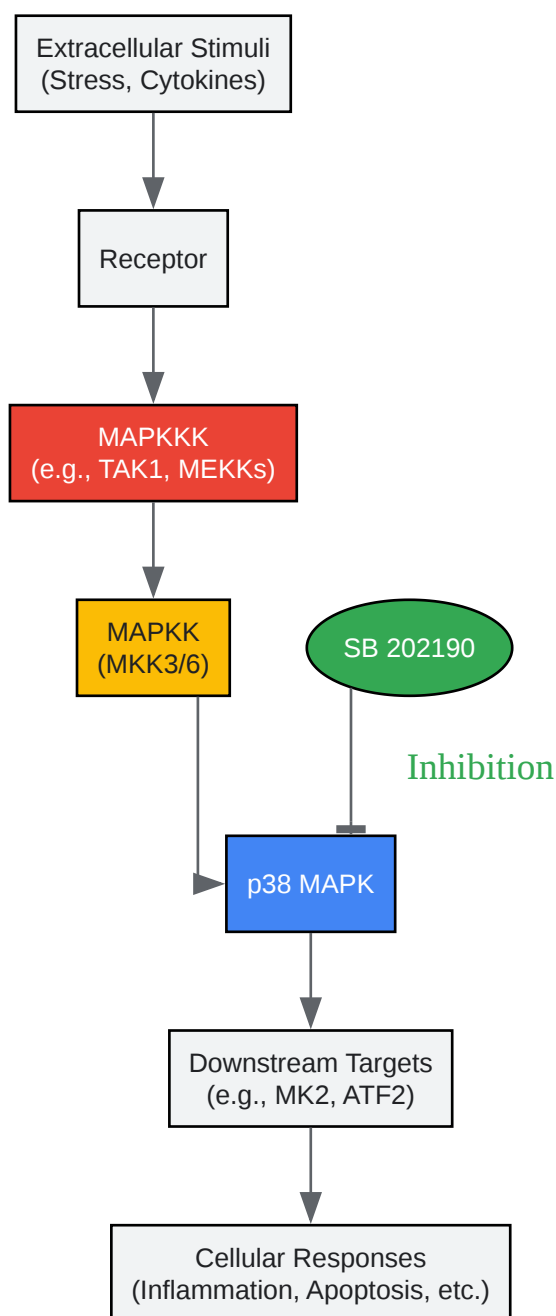 Extracellular Stimuli
(Stress, Cytokines)
Receptor
MAPKKK
(e.g., TAK1, MEKKs)
MAPKK
(MKK3/6)
SB 202190
Inhibition
p38 MAPK
Downstream Targets
(e.g., MK2, ATF2)
Cellular Responses
(Inflammation, Apoptosis, etc.)